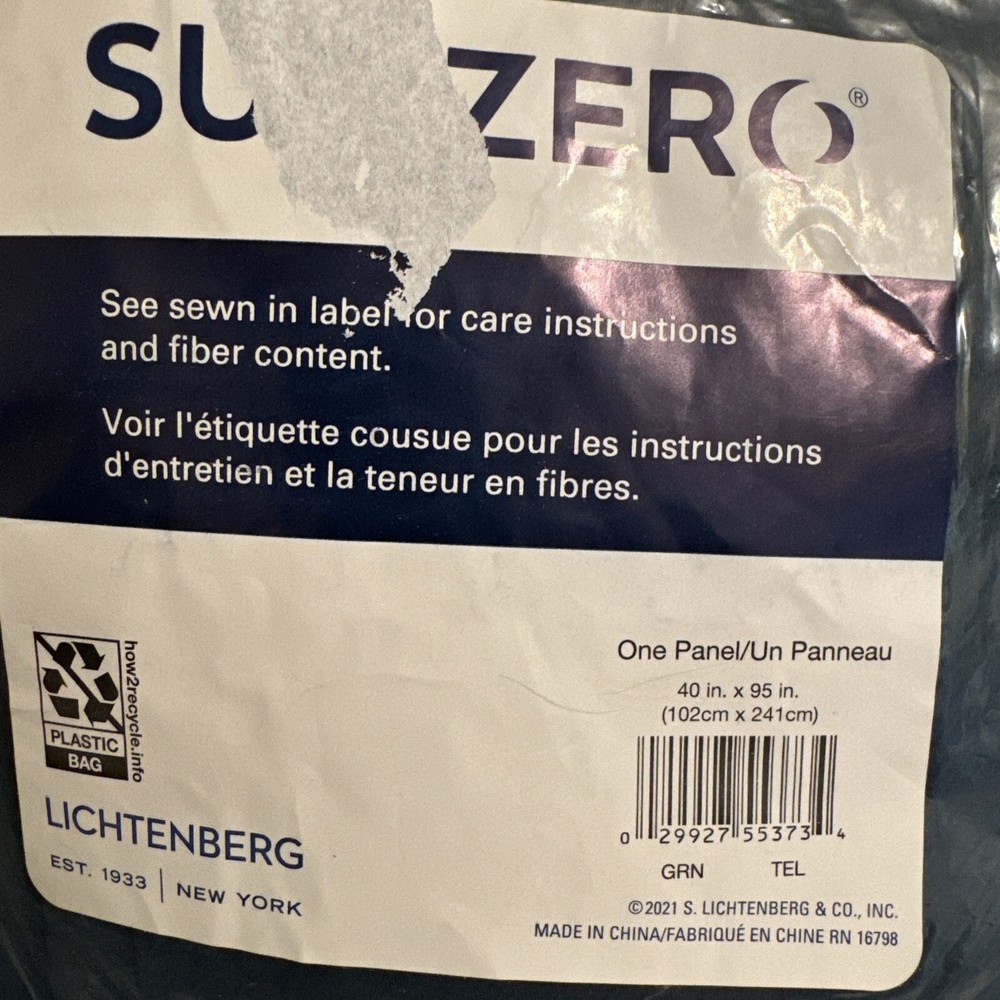 SU ZERO®
See sewn in label for care instructions
and fiber content.
Voir l'étiquette cousue pour les instructions
d'entretien et la teneur en fibres.
how2recycle.info
PLASTIC
BAG
LICHTENBERG
EST. 1933 | NEW YORK
One Panel/Un Panneau
40 in. x 95 in.
(102cm x 241cm)
0 29927 55373 4
GRN TEL
©2021 S. LICHTENBERG & CO., INC.
MADE IN CHINA/FABRIQUÉ EN CHINE RN 16798